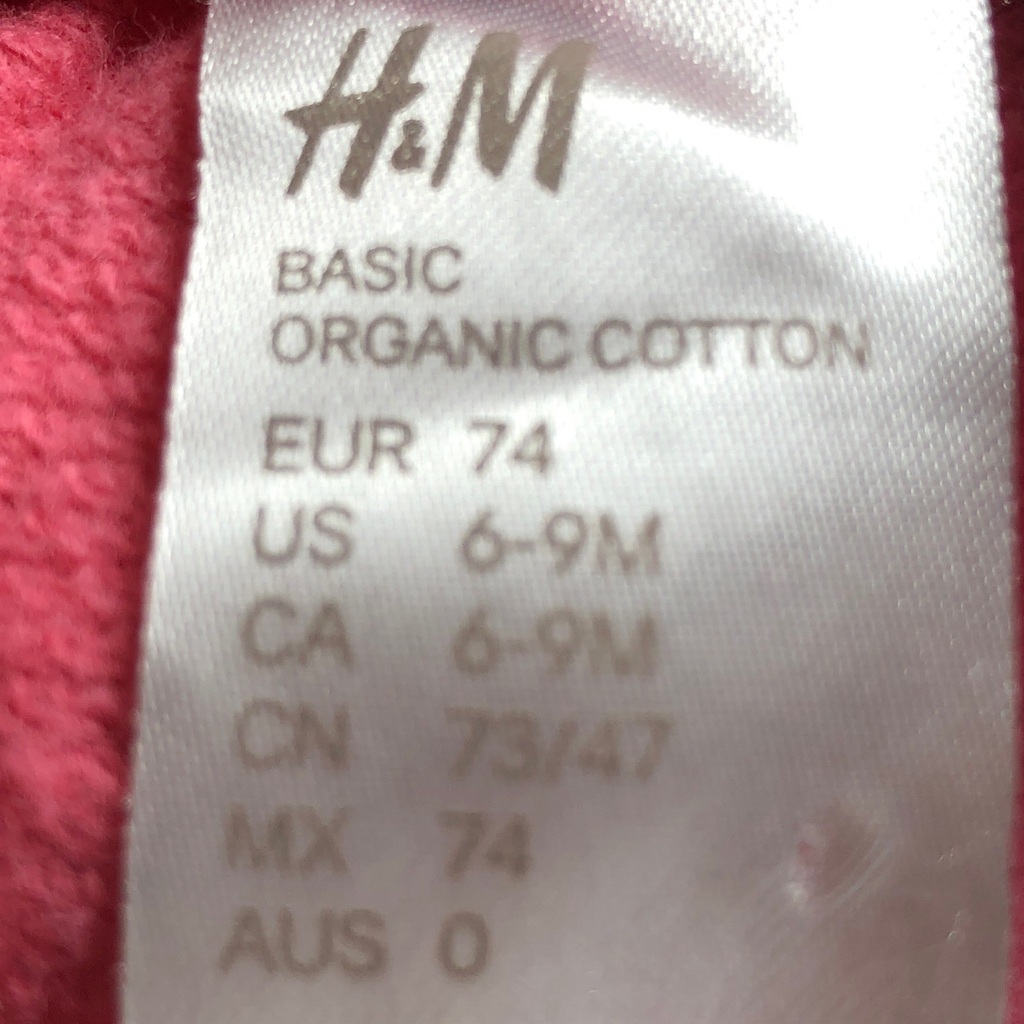 H&M
BASIC
ORGANIC COTTON
EUR 74
US 6-9M
CA 6-9M
CN 73/47
MX 74
AUS 0